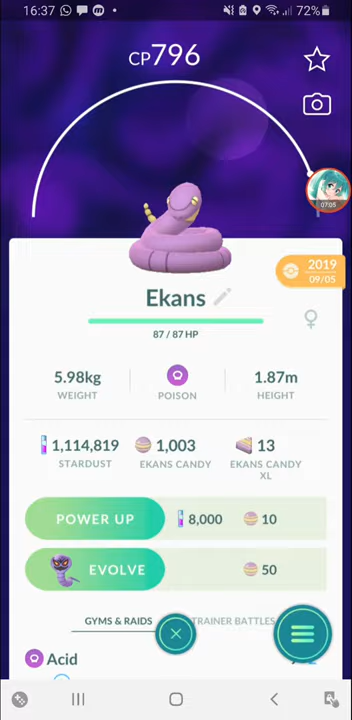 16:37 72%
CP796
07:05
2019
09/05
Ekans
87 / 87 HP
5.98kg 1.87m
WEIGHT POISON HEIGHT
1,114,819 1,003 13
STARDUST EKANS CANDY EKANS CANDY XL
POWER UP 8,000 10
EVOLVE 50
GYMS & RAIDS TRAINER BATTLES
Acid